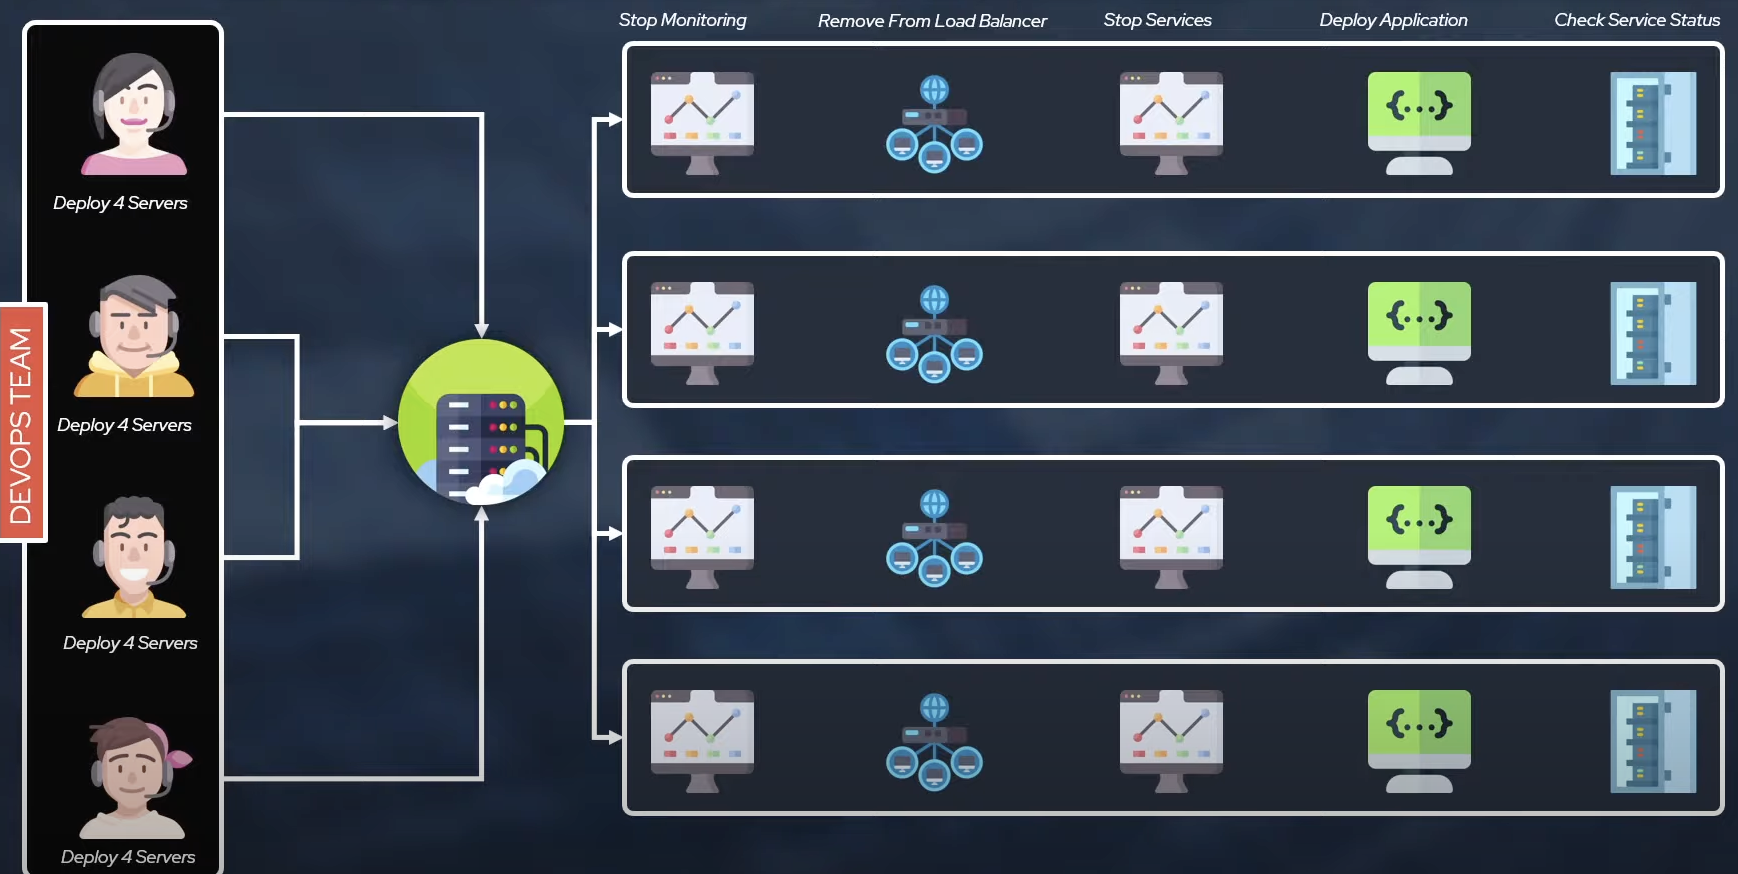 Stop Monitoring
Remove From Load Balancer
Stop Services
Deploy Application
Check Service Status
DEVOPS TEAM
Deploy 4 Servers
Deploy 4 Servers
Deploy 4 Servers
Deploy 4 Servers